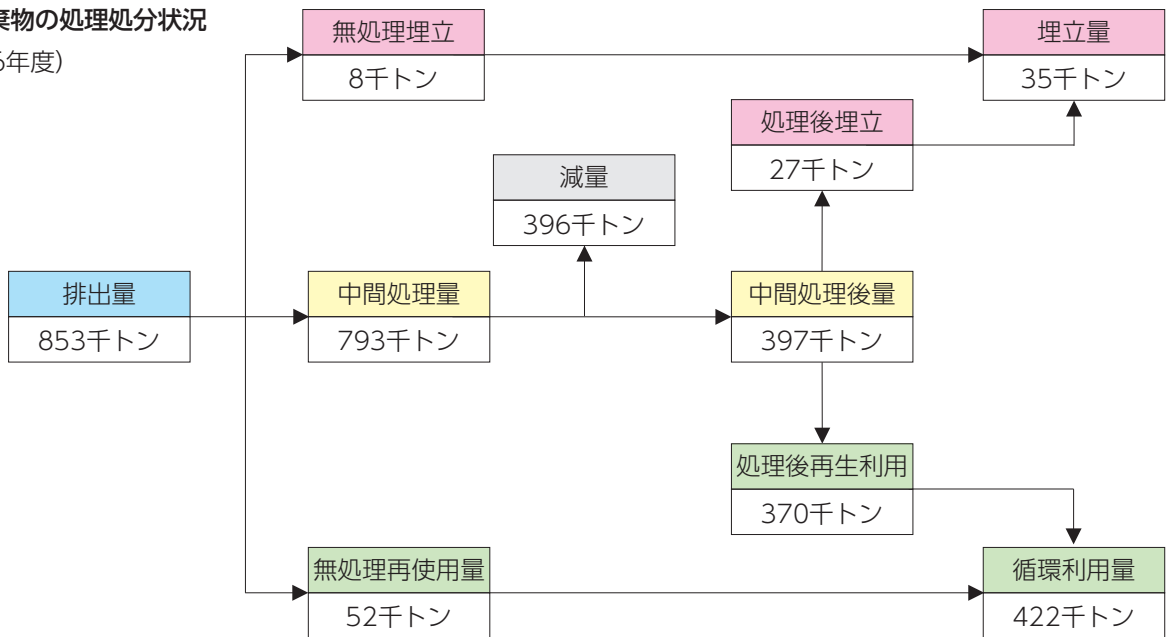 棄物の処理処分状況
年度）
無処理埋立
8千トン
埋立量
35千トン
処理後埋立
27千トン
減量
396千トン
排出量
853千トン
中間処理量
793千トン
中間処理後量
397千トン
処理後再生利用
370千トン
無処理再使用量
52千トン
循環利用量
422千トン